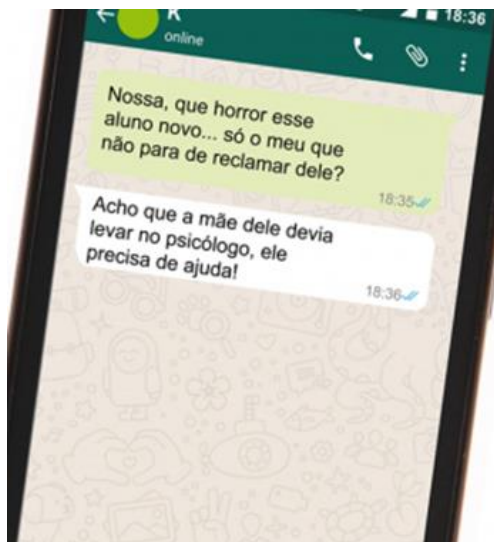 18:36
K
online
Nossa, que horror esse
aluno novo... só o meu que
não para de reclamar dele?
18:35
Acho que a mãe dele devia
levar no psicólogo, ele
precisa de ajuda!
18:36